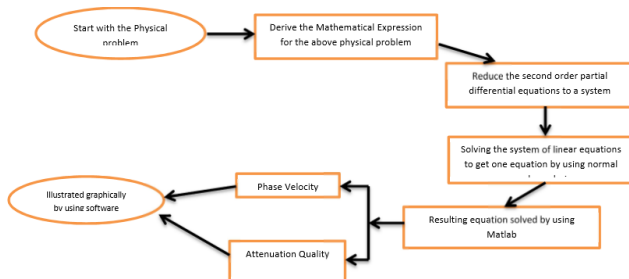 Start with the Physical
problem
Derive the Mathematical Expression
for the above physical problem
Reduce the second order partial
differential equations to a system
Solving the system of linear equations
to get one equation by using normal
Resulting equation solved by using
Matlab
Phase Velocity
Attenuation Quality
Illustrated graphically
by using software